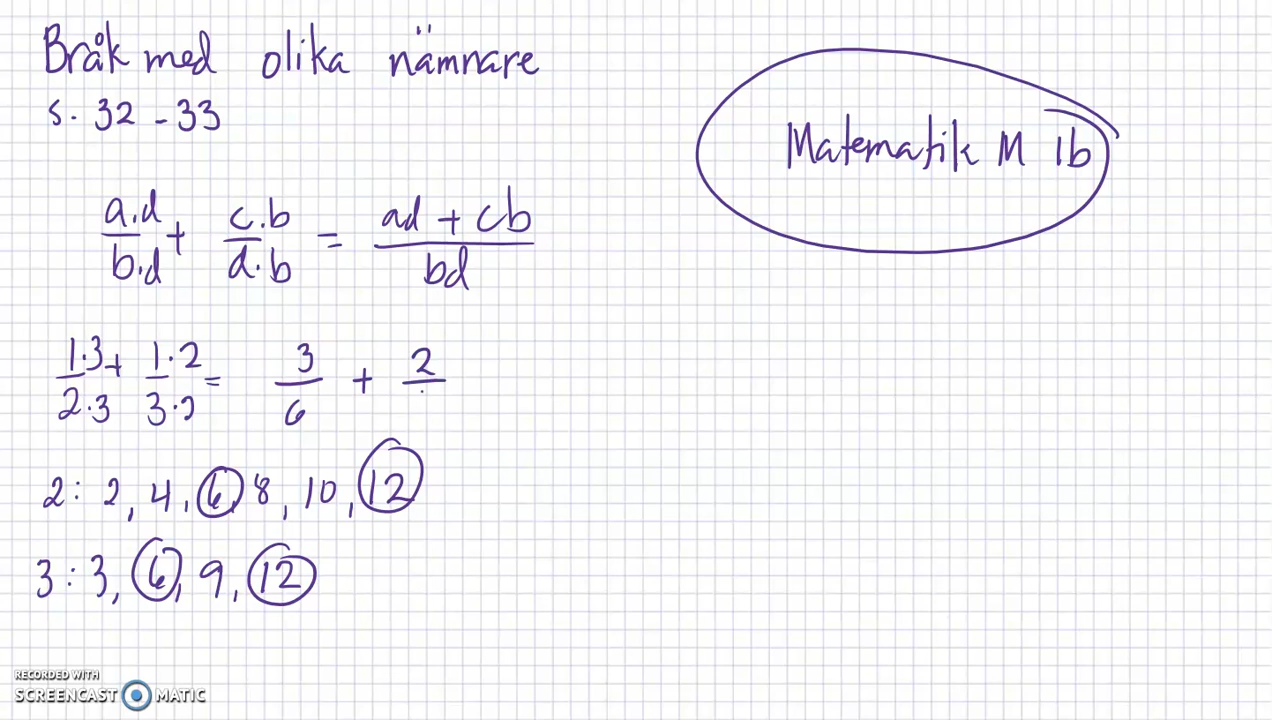 Bråk med olika nämnare
s. 32 - 33
Matematik M 1b
a·d/b·d + c·b/d·b = ad + cb/bd
1·3/2·3 + 1·2/3·2 = 3/6 + 2/
2: 2, 4, 6, 8, 10, 12
3: 3, 6, 9, 12
RECORDED WITH
SCREENCAST MATIC